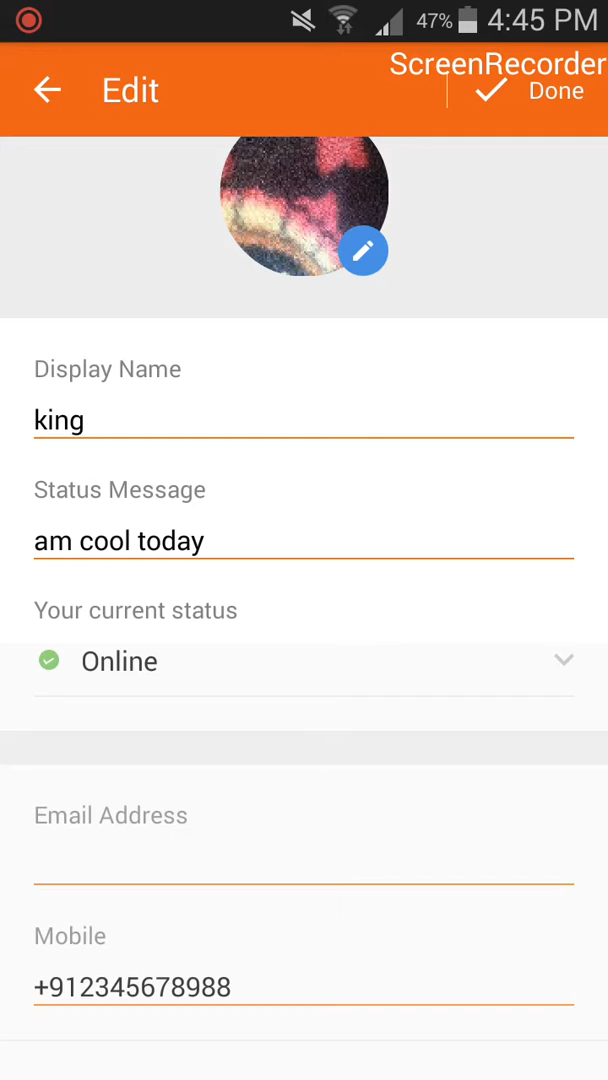 47% 4:45 PM
ScreenRecorder
Edit
Done
Display Name
king
Status Message
am cool today
Your current status
Online
Email Address
Mobile
+912345678988